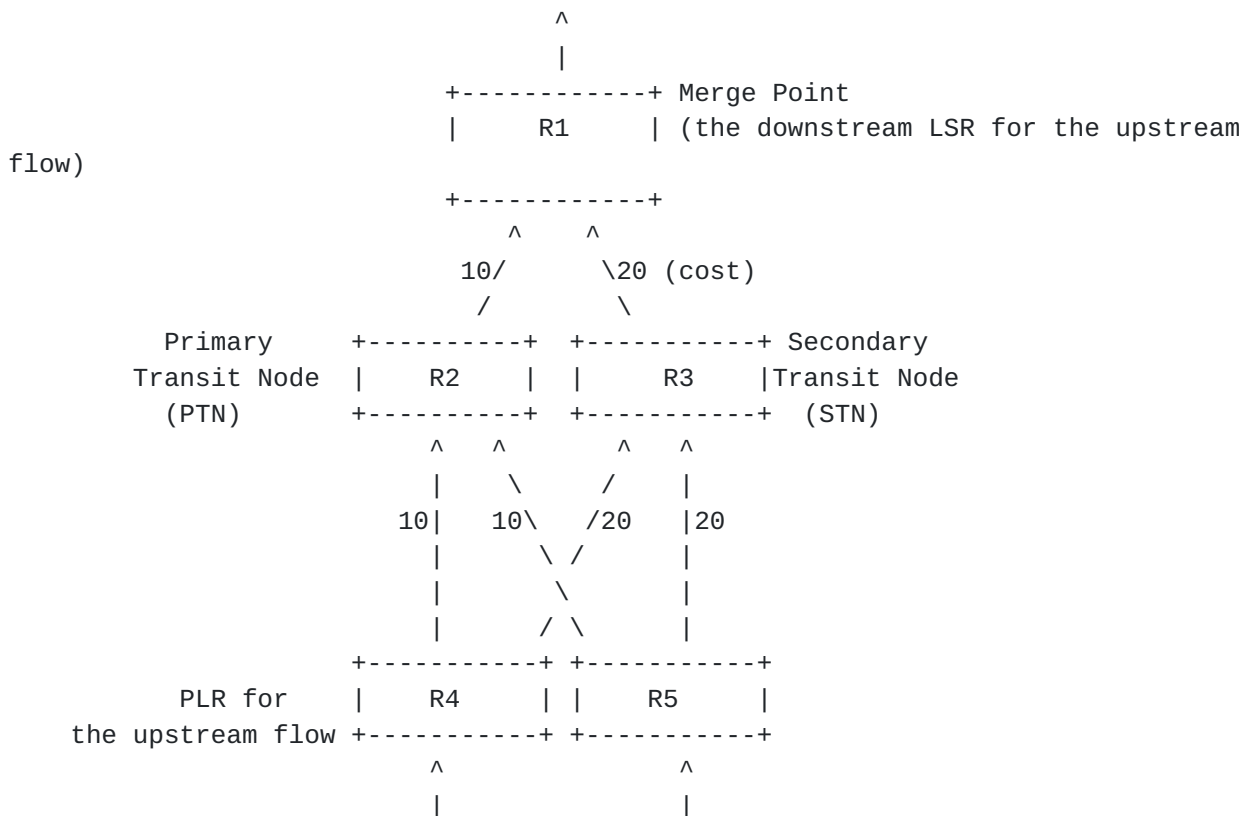 ^
                                            |
                                   +------------+ Merge Point
                                   |     R1     | (the downstream LSR for the upstream
flow)
                                   +------------+
                                        ^     ^
                                    10/       \20 (cost)
                                     /          \
            Primary         +----------+  +-----------+ Secondary
          Transit Node  |    R2    |  |     R3    |Transit Node
            (PTN)           +----------+  +-----------+  (STN)
                                  ^   ^         ^   ^
                                  |    \       /    |
                               10|   10\   /20   |20
                                  |      \ /        |
                                  |       \         |
                                  |      / \        |
                            +-----------+ +-----------+
             PLR for    |    R4     | |    R5     |
     the upstream flow +-----------+ +-----------+
                                  ^               ^
                                  |               |